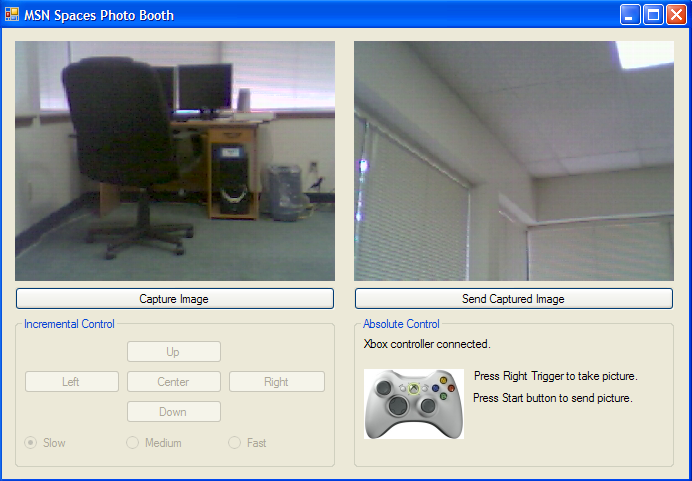 MSN Spaces Photo Booth
Capture Image
Send Captured Image
Incremental Control
Up
Left
Center
Right
Down
Slow
Medium
Fast
Absolute Control
Xbox controller connected.
Press Right Trigger to take picture.
Press Start button to send picture.